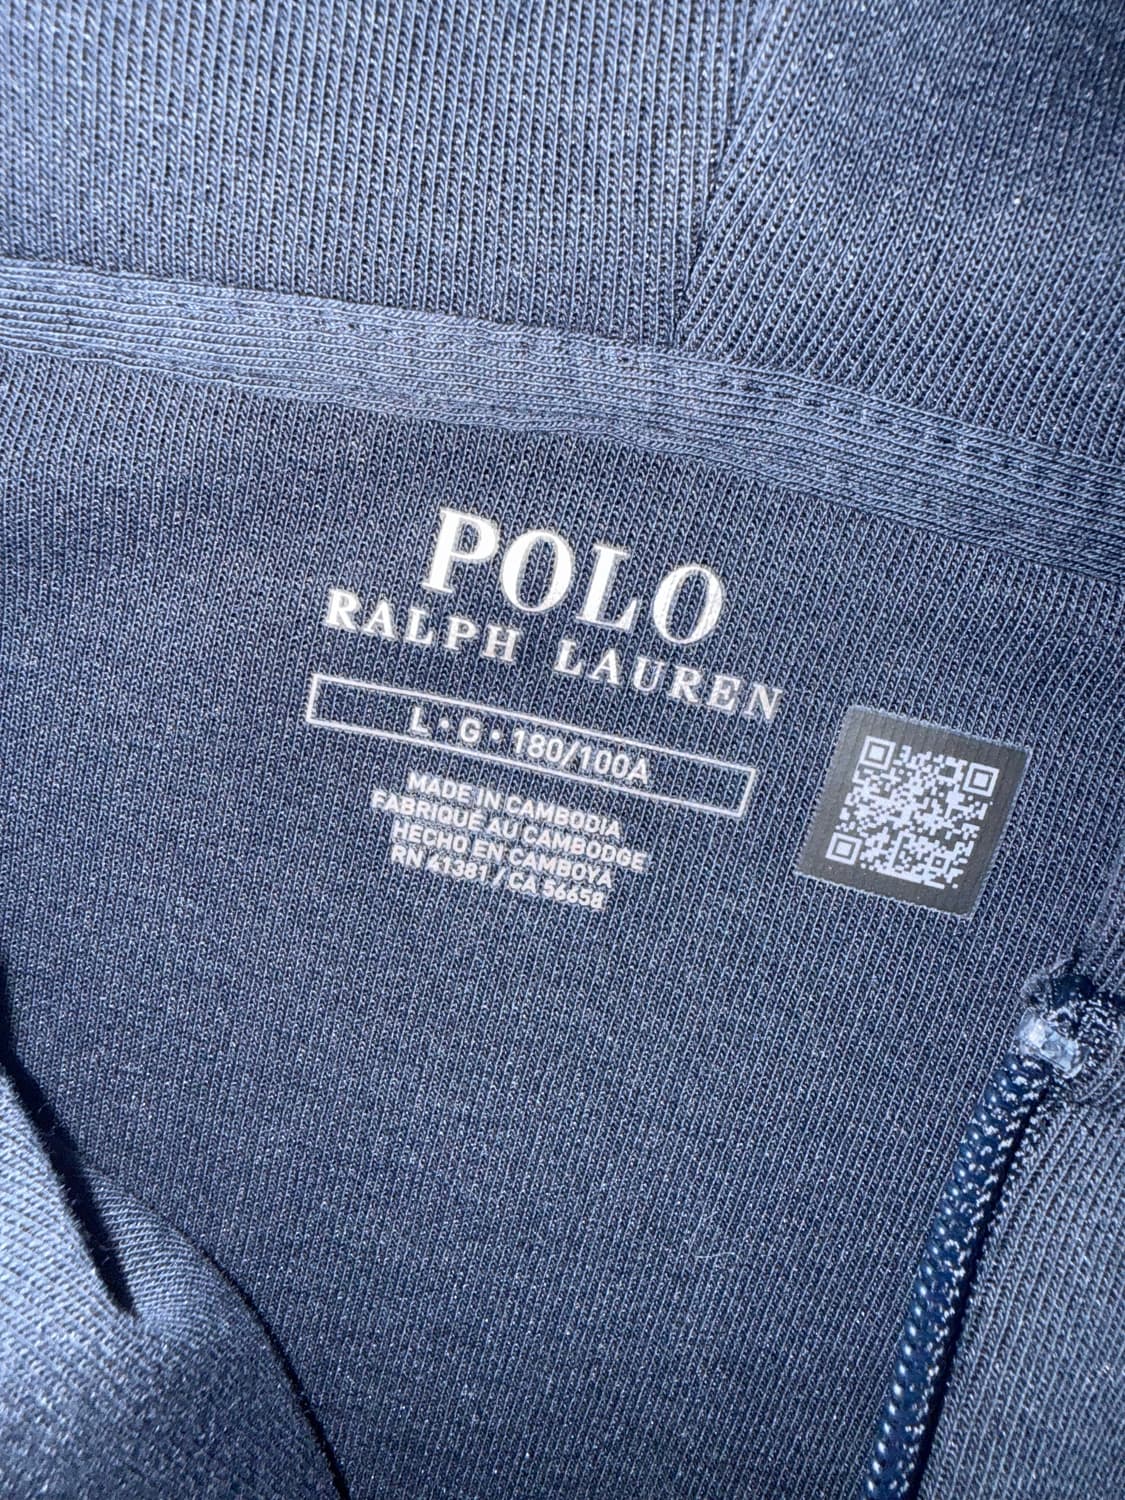 POLO
RALPH LAUREN
L • G • 180/100A
MADE IN CAMBODIA
FABRIQUÉ AU CAMBODGE
HECHO EN CAMBOYA
RN 41381 / CA 56658